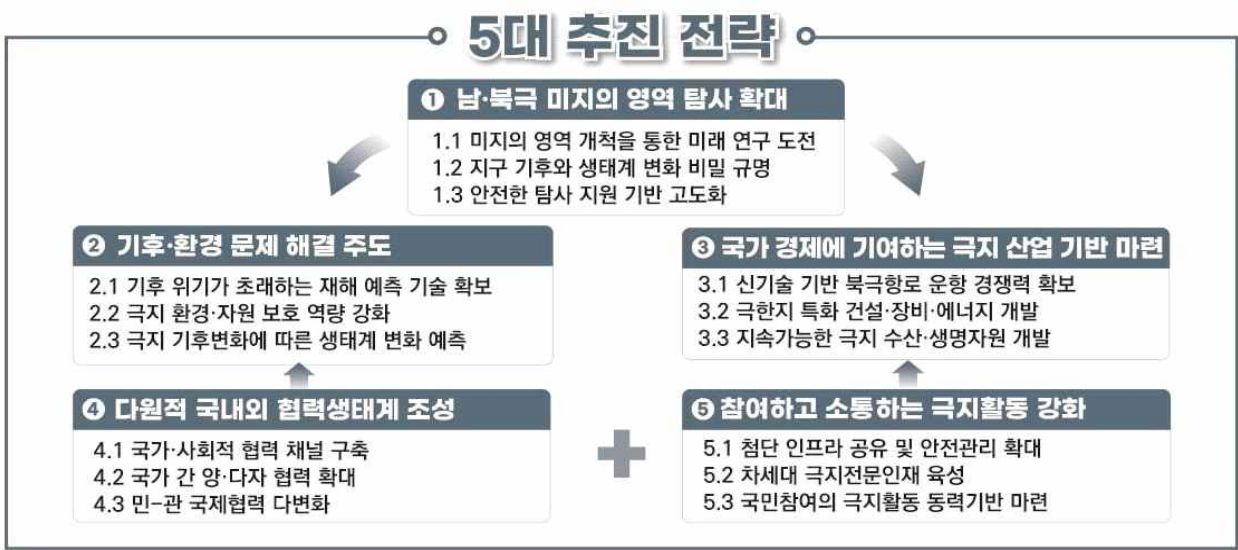 5대 추진 전략
❶ 남·북극 미지의 영역 탐사 확대
1.1 미지의 영역 개척을 통한 미래 연구 도전
1.2 지구 기후와 생태계 변화 비밀 규명
1.3 안전한 탐사 지원 기반 고도화
❷ 기후·환경 문제 해결 주도
2.1 기후 위기가 초래하는 재해 예측 기술 확보
2.2 극지 환경·자원 보호 역량 강화
2.3 극지 기후변화에 따른 생태계 변화 예측
❸ 국가 경제에 기여하는 극지 산업 기반 마련
3.1 신기술 기반 북극항로 운항 경쟁력 확보
3.2 극한지 특화 건설·장비·에너지 개발
3.3 지속가능한 극지 수산·생명자원 개발
❹ 다원적 국내외 협력생태계 조성
4.1 국가·사회적 협력 채널 구축
4.2 국가 간 양·다자 협력 확대
4.3 민-관 국제협력 다변화
❺ 참여하고 소통하는 극지활동 강화
5.1 첨단 인프라 공유 및 안전관리 확대
5.2 차세대 극지전문인재 육성
5.3 국민참여의 극지활동 동력기반 마련